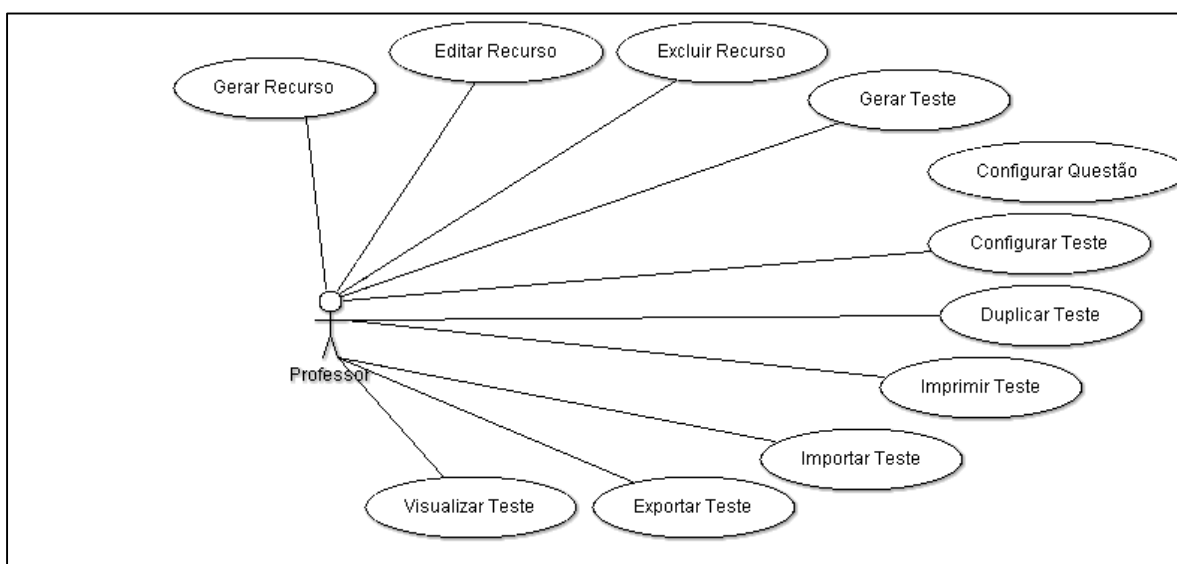 Editar Recurso
Excluir Recurso
Gerar Recurso
Gerar Teste
Configurar Questão
Configurar Teste
Duplicar Teste
Professor
Imprimir Teste
Importar Teste
Visualizar Teste
Exportar Teste